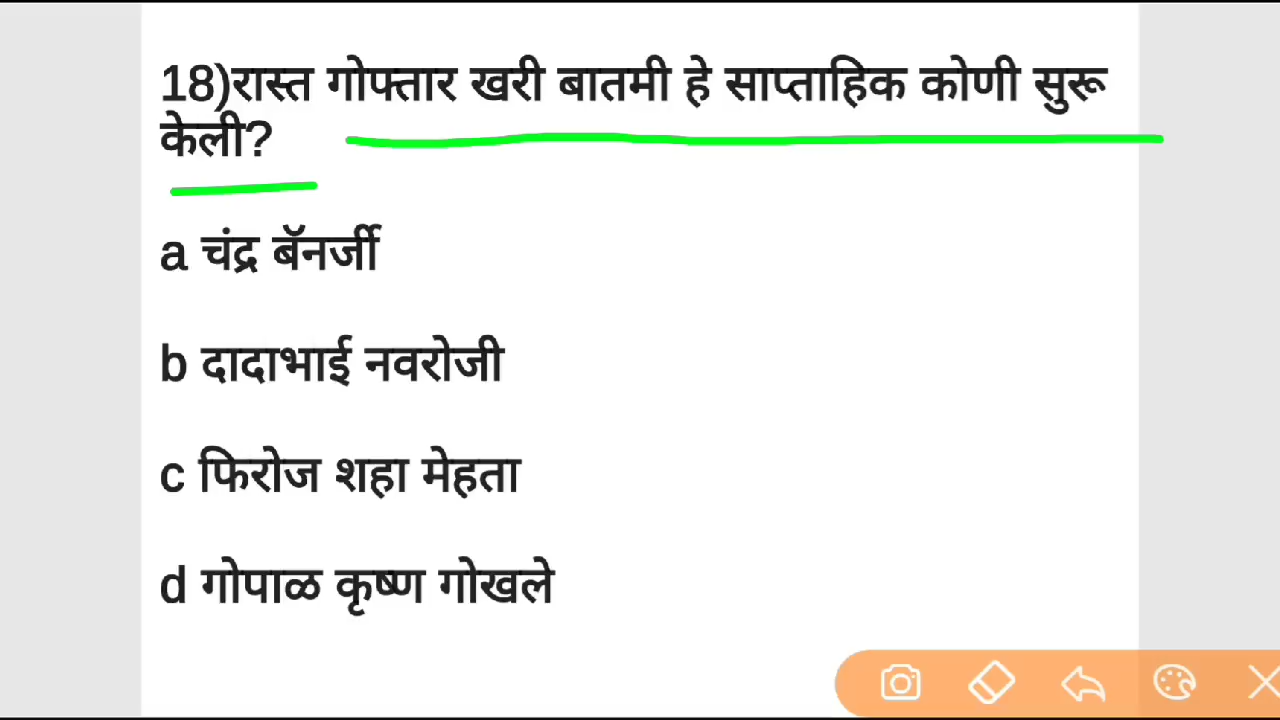 18)रास्त गोफ्तार खरी बातमी हे साप्ताहिक कोणी सुरू
केली?
a चंद्र बॅनर्जी
b दादाभाई नवरोजी
c फिरोज शहा मेहता
d गोपाळ कृष्ण गोखले